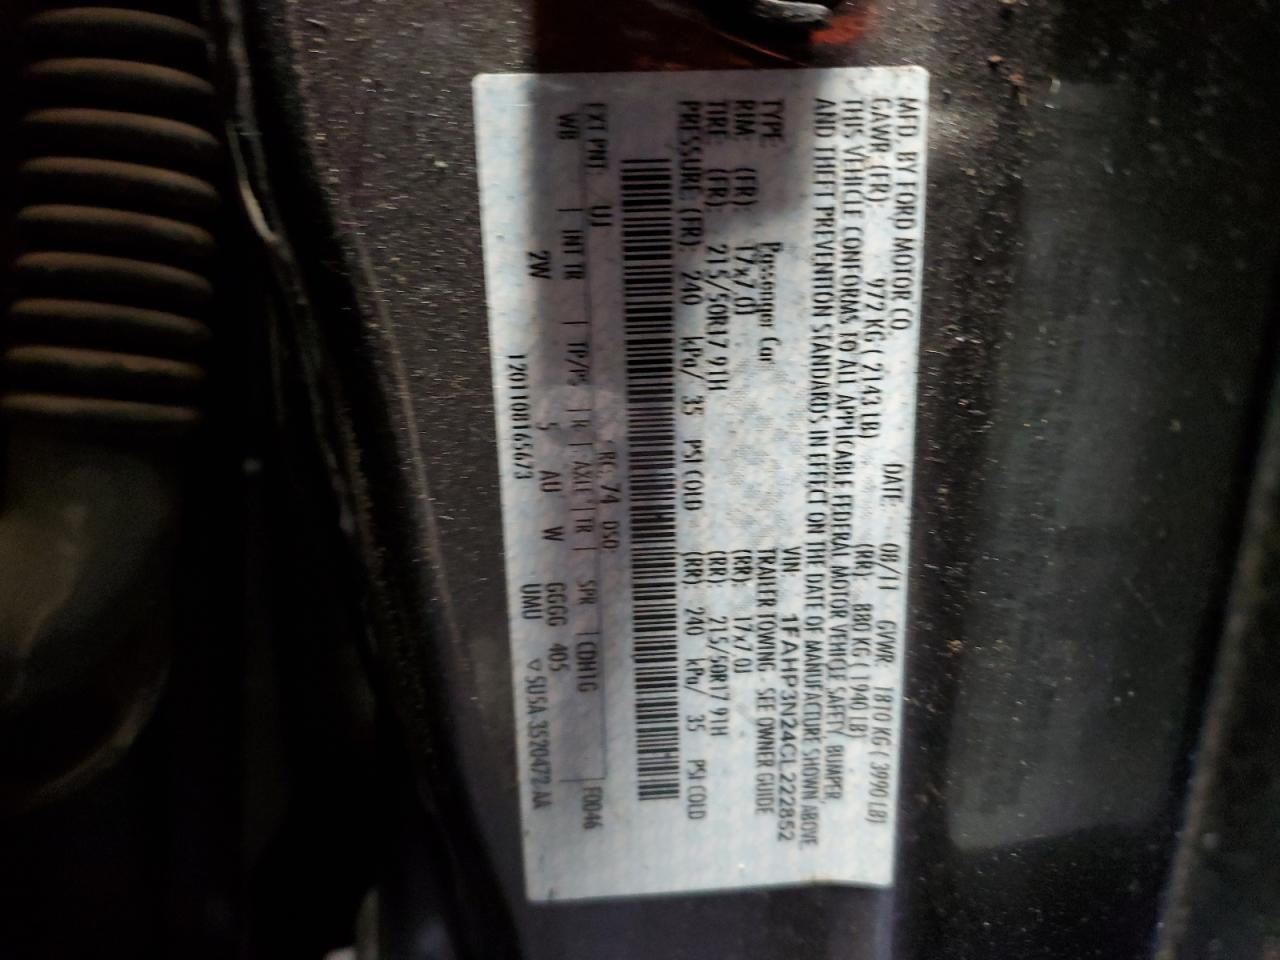 MFD. BY FORD MOTOR CO.
DATE: 08/11 GVWR: 1810 KG ( 3990 LB)
GAWR: (FR): 972 KG ( 2143 LB) (RR): 880 KG ( 1940 LB)
THIS VEHICLE CONFORMS TO ALL APPLICABLE FEDERAL MOTOR VEHICLE SAFETY, BUMPER,
AND THEFT PREVENTION STANDARDS IN EFFECT ON THE DATE OF MANUFACTURE SHOWN ABOVE
VIN: 1FAHP3N24CL222852
TYPE: Passenger Car TRAILER TOWING - SEE OWNER GUIDE
RIM (FR): 17x7.0J (RR): 17x7.0J
TIRE (FR): 215/50R17 91H (RR): 215/50R17 91H
PRESSURE (FR): 240 kPa/ 35 PSI COLD (RR): 240 kPa/ 35 PSI COLD
RC: 74 DSO: F0046
EXT PNT: UJ
WB INT TR TP/PS R AXLE TR SPR CDH1G
2W 5 AU W GGGG 405
1201108165673 UMU ▽ SU5A-3520472-AA